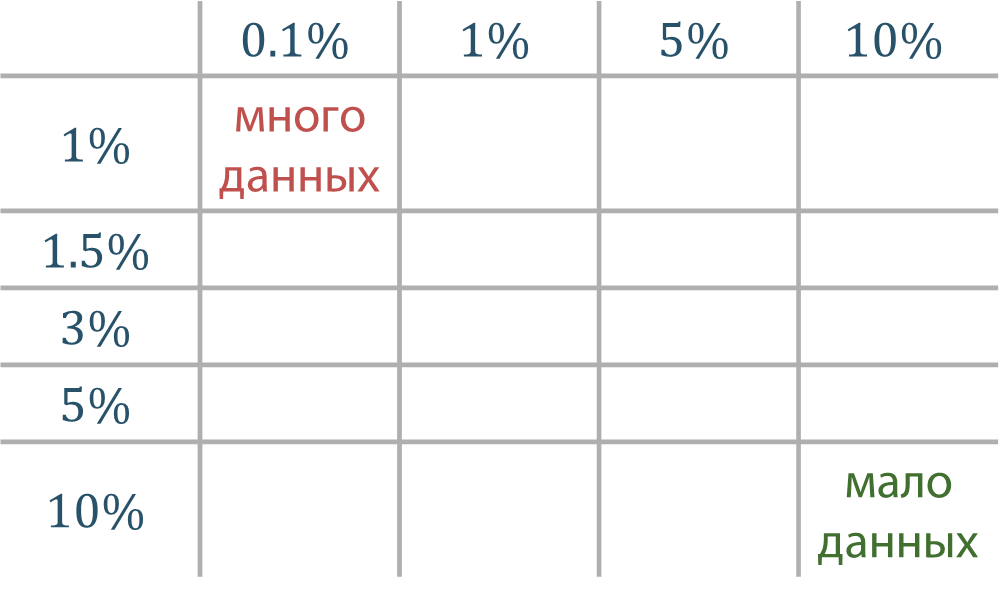 0.1% 1% 5% 10%
1%
много
данных
1.5%
3%
5%
10%
мало
данных